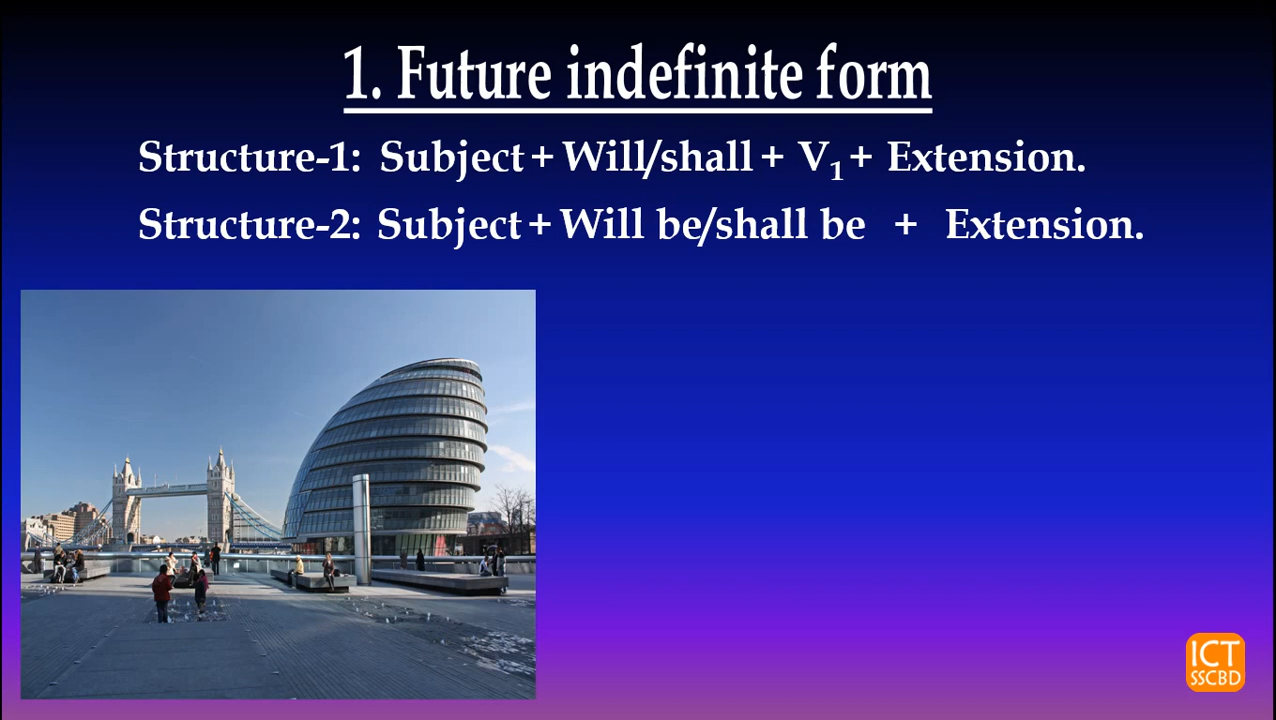 1. Future indefinite form
Structure-1: Subject + Will/shall + V₁ + Extension.
Structure-2: Subject + Will be/shall be + Extension.
ICT
SSCBD